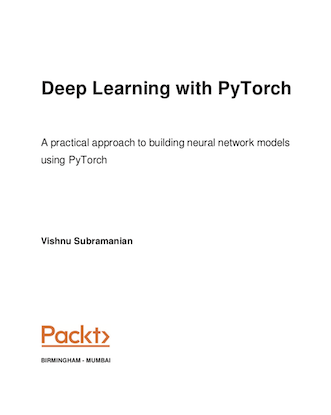 Deep Learning with PyTorch
A practical approach to building neural network models
using PyTorch
Vishnu Subramanian
Packt>
BIRMINGHAM - MUMBAI